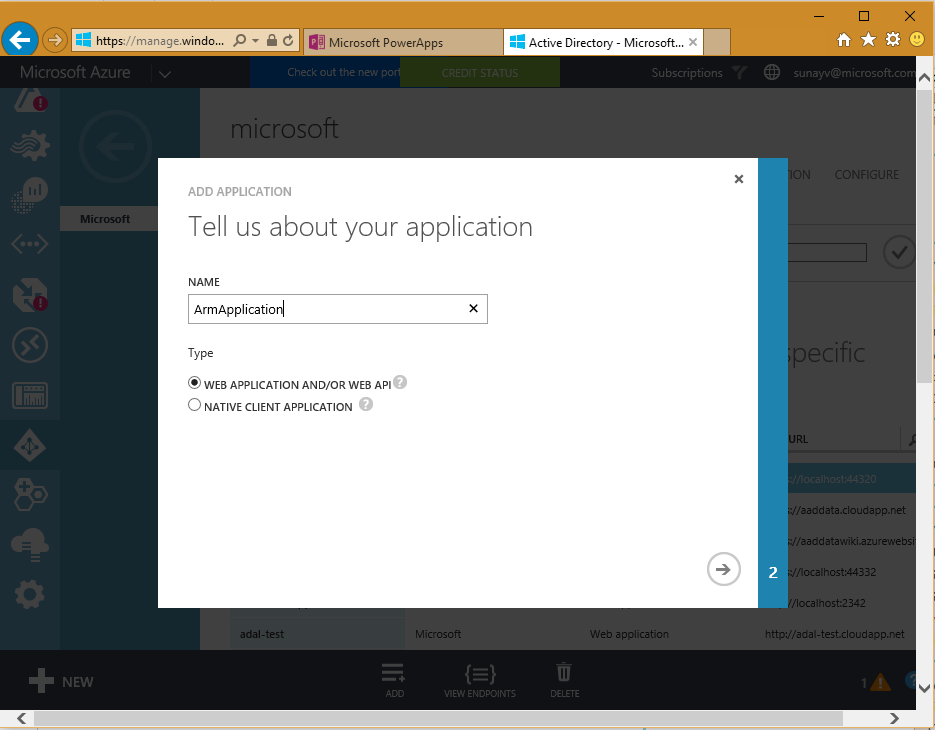 https://manage.windo...
Microsoft PowerApps
Active Directory - Microsoft...
Microsoft Azure
Check out the new port
CREDIT STATUS
Subscriptions
sunayv@microsoft.com
microsoft
CONFIGURE
Microsoft
ADD APPLICATION
Tell us about your application
NAME
ArmApplication
Type
WEB APPLICATION AND/OR WEB API
NATIVE CLIENT APPLICATION
2
specific
URL
s://localhost:44320
s://aaddata.cloudapp.net
s://aaddatawiki.azurewebsi
s://localhost:44332
//localhost:2342
adal-test Microsoft Web application http://adal-test.cloudapp.net
NEW
ADD
VIEW ENDPOINTS
DELETE
1